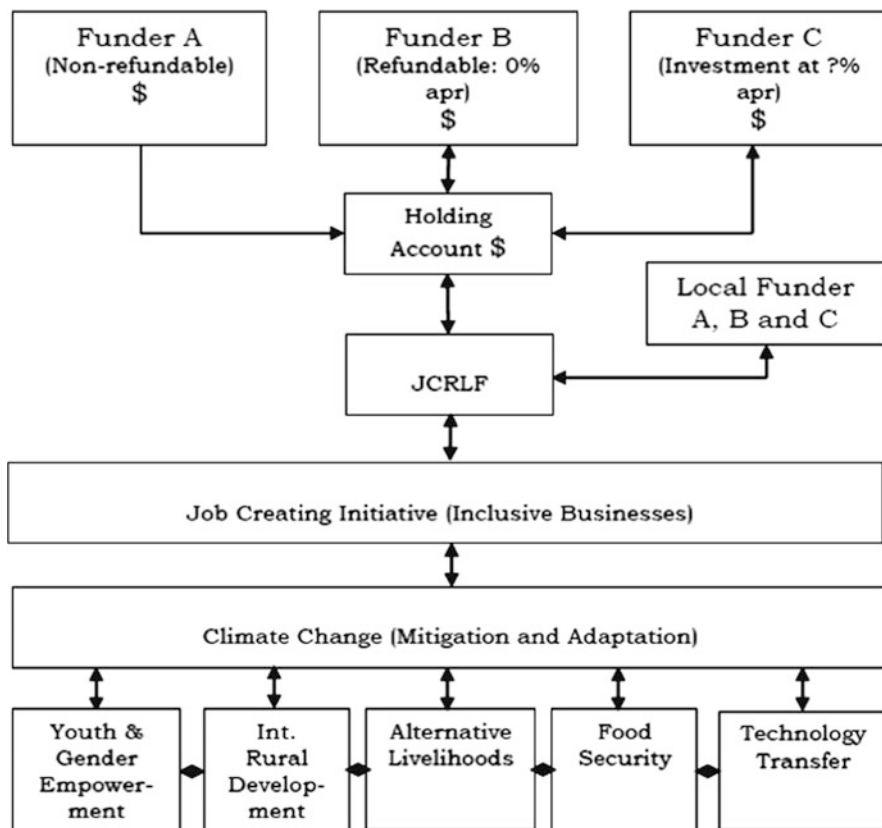 Funder A
(Non-refundable)
$
Funder B
(Refundable: 0%
apr)
$
Funder C
(Investment at ?%
apr)
$
Holding
Account $
Local Funder
A, B and C
JCRLF
Job Creating Initiative (Inclusive Businesses)
Climate Change (Mitigation and Adaptation)
Youth &
Gender
Empower-
ment
Int.
Rural
Develop-
ment
Alternative
Livelihoods
Food
Security
Technology
Transfer